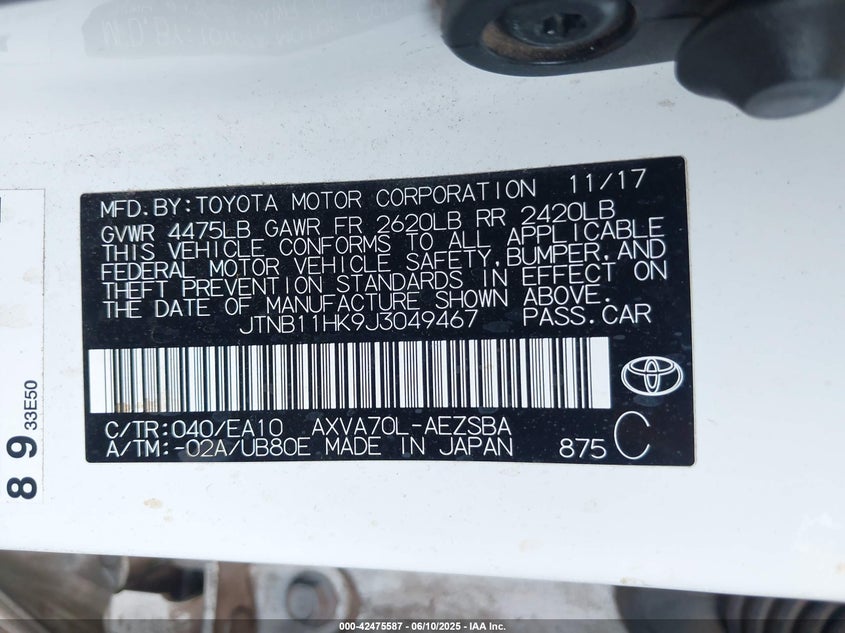 MFD.BY:TOYOTA MOTOR CORPORATION 11/17
GVWR 4475LB GAWR FR 2620LB RR 2420LB
THIS VEHICLE CONFORMS TO ALL APPLICABLE
FEDERAL MOTOR VEHICLE SAFETY,BUMPER,AND
THEFT PREVENTION STANDARDS IN EFFECT ON
THE DATE OF MANUFACTURE SHOWN ABOVE.
JTNB11HK9J3049467 PASS.CAR
C/TR:040/EA10 AXVA70L-AEZSBA
A/TM:-02A/UB80E MADE IN JAPAN 875 C
89 33E50
000-42475587 - 06/10/2025 - IAA Inc.